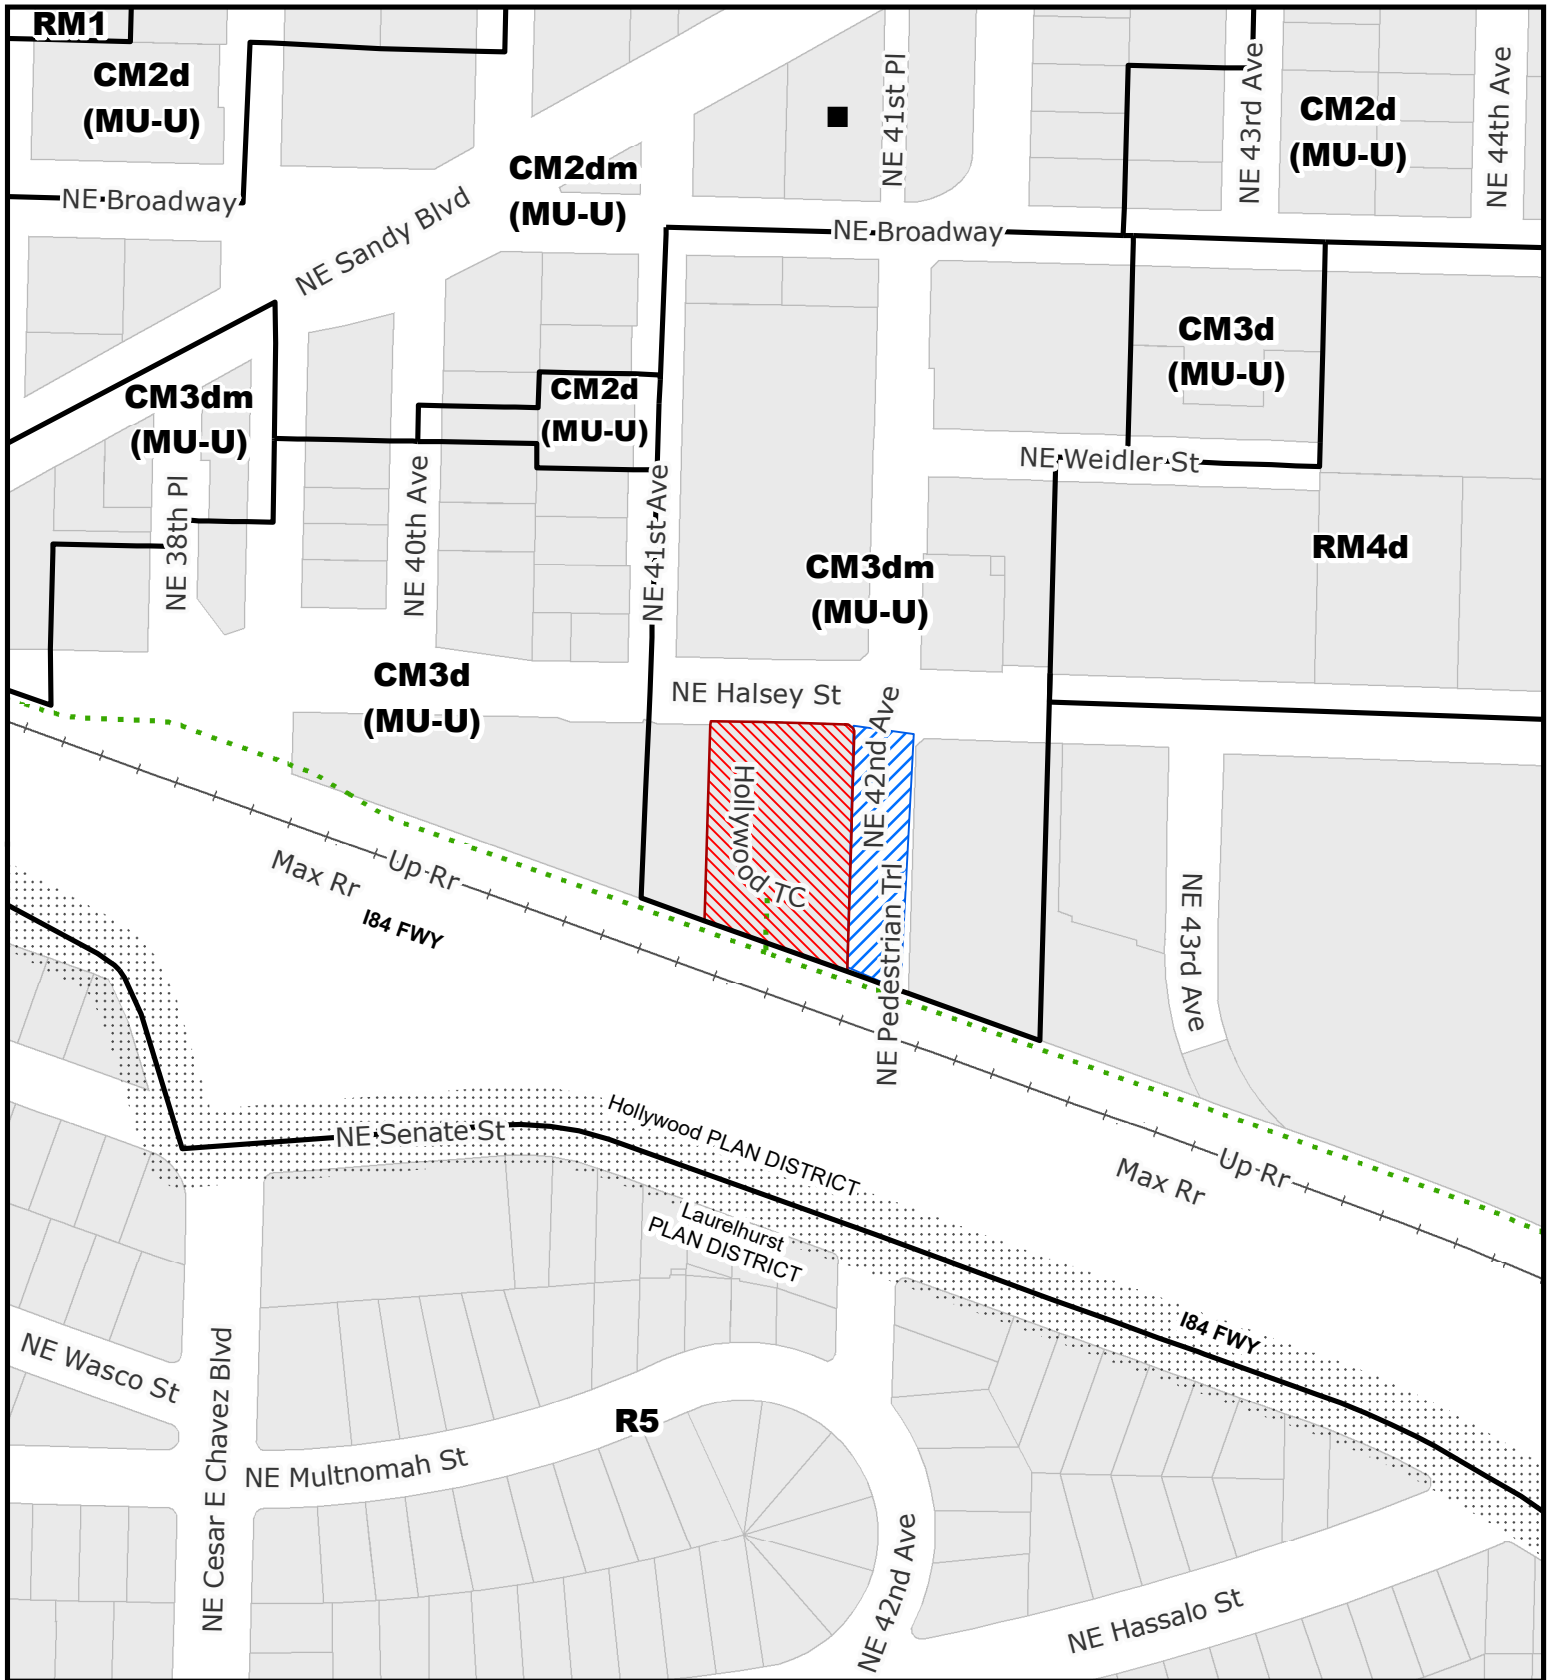 RM1
CM2d
(MU-U)
NE 41st Pl
NE 43rd Ave
CM2d
(MU-U)
NE 44th Ave
CM2dm
(MU-U)
NE Broadway
NE Sandy Blvd
NE Broadway
CM3d
(MU-U)
CM3dm
(MU-U)
CM2d
(MU-U)
NE Weidler St
NE 38th Pl
NE 40th Ave
NE 41st Ave
CM3dm
(MU-U)
RM4d
CM3d
(MU-U)
NE Halsey St
NE 42nd Ave
Hollywood TC
Up Rr
Max Rr
I84 FWY
NE Pedestrian Trl
NE 43rd Ave
NE Senate St
Hollywood PLAN DISTRICT
Laurelhurst
PLAN DISTRICT
Up Rr
Max Rr
I84 FWY
NE Wasco St
NE Cesar E Chavez Blvd
R5
NE Multnomah St
NE 42nd Ave
NE Hassalo St